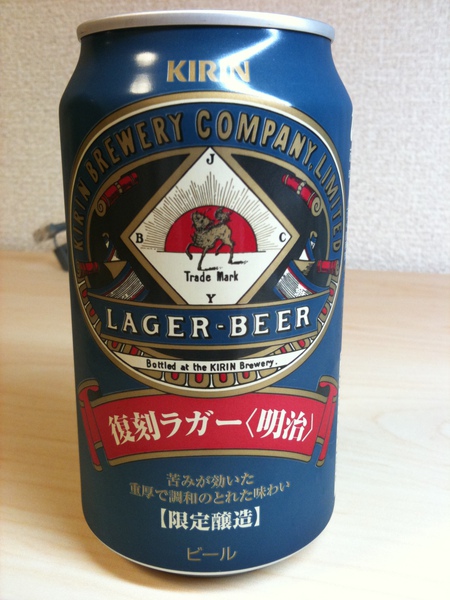 KIRIN
KIRIN BREWERY COMPANY, LIMITED
J
B C
Trade Mark
Y
LAGER-BEER
Bottled at the KIRIN Brewery.
復刻ラガー〈明治〉
苦みが効いた
重厚で調和のとれた味わい
【限定醸造】
ビール